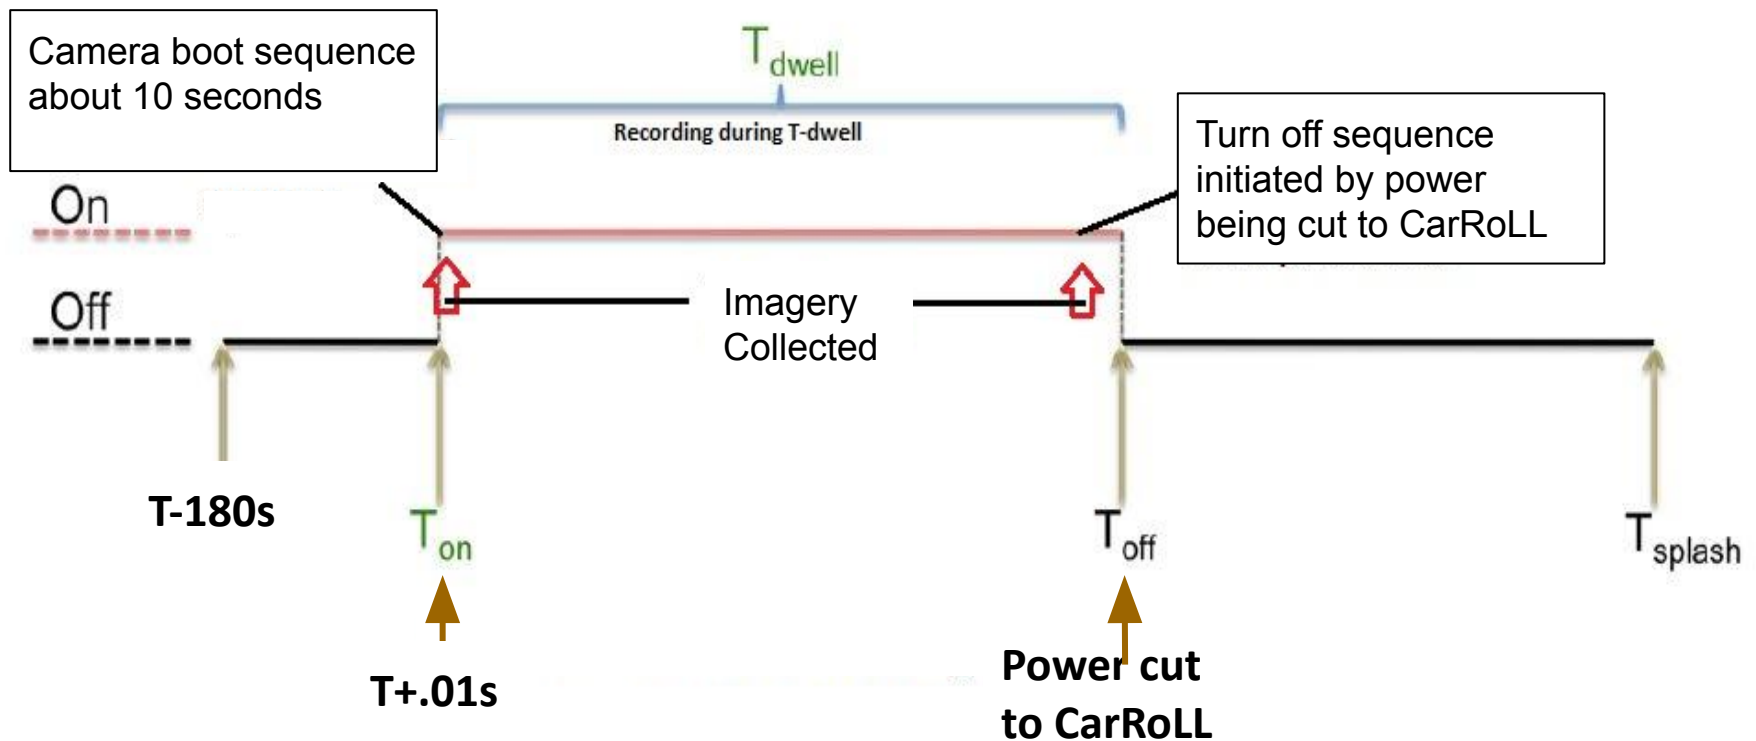 Camera boot sequence
about 10 seconds
T dwell
Recording during T-dwell
Turn off sequence
initiated by power
being cut to CarRoLL
On
Off
Imagery
Collected
T-180s
T on
T off
T splash
T+.01s
Power cut
to CarRoLL